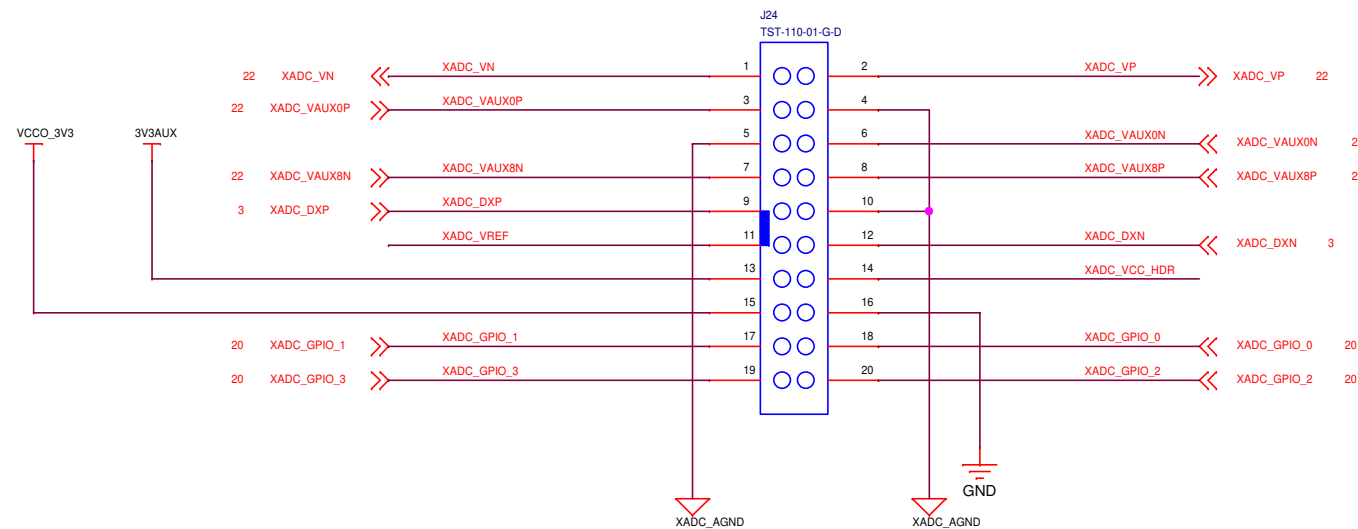 J24
TST-110-01-G-D
22 XADC_VN XADC_VN 1 2 XADC_VP XADC_VP 22
22 XADC_VAUX0P XADC_VAUX0P 3 4
VCCO_3V3 3V3AUX 5 6 XADC_VAUX0N XADC_VAUX0N 2
22 XADC_VAUX8N XADC_VAUX8N 7 8 XADC_VAUX8P XADC_VAUX8P 2
3 XADC_DXP XADC_DXP 9 10
XADC_VREF 11 12 XADC_DXN XADC_DXN 3
13 14 XADC_VCC_HDR
15 16
20 XADC_GPIO_1 XADC_GPIO_1 17 18 XADC_GPIO_0 XADC_GPIO_0 20
20 XADC_GPIO_3 XADC_GPIO_3 19 20 XADC_GPIO_2 XADC_GPIO_2 20
GND
XADC_AGND XADC_AGND